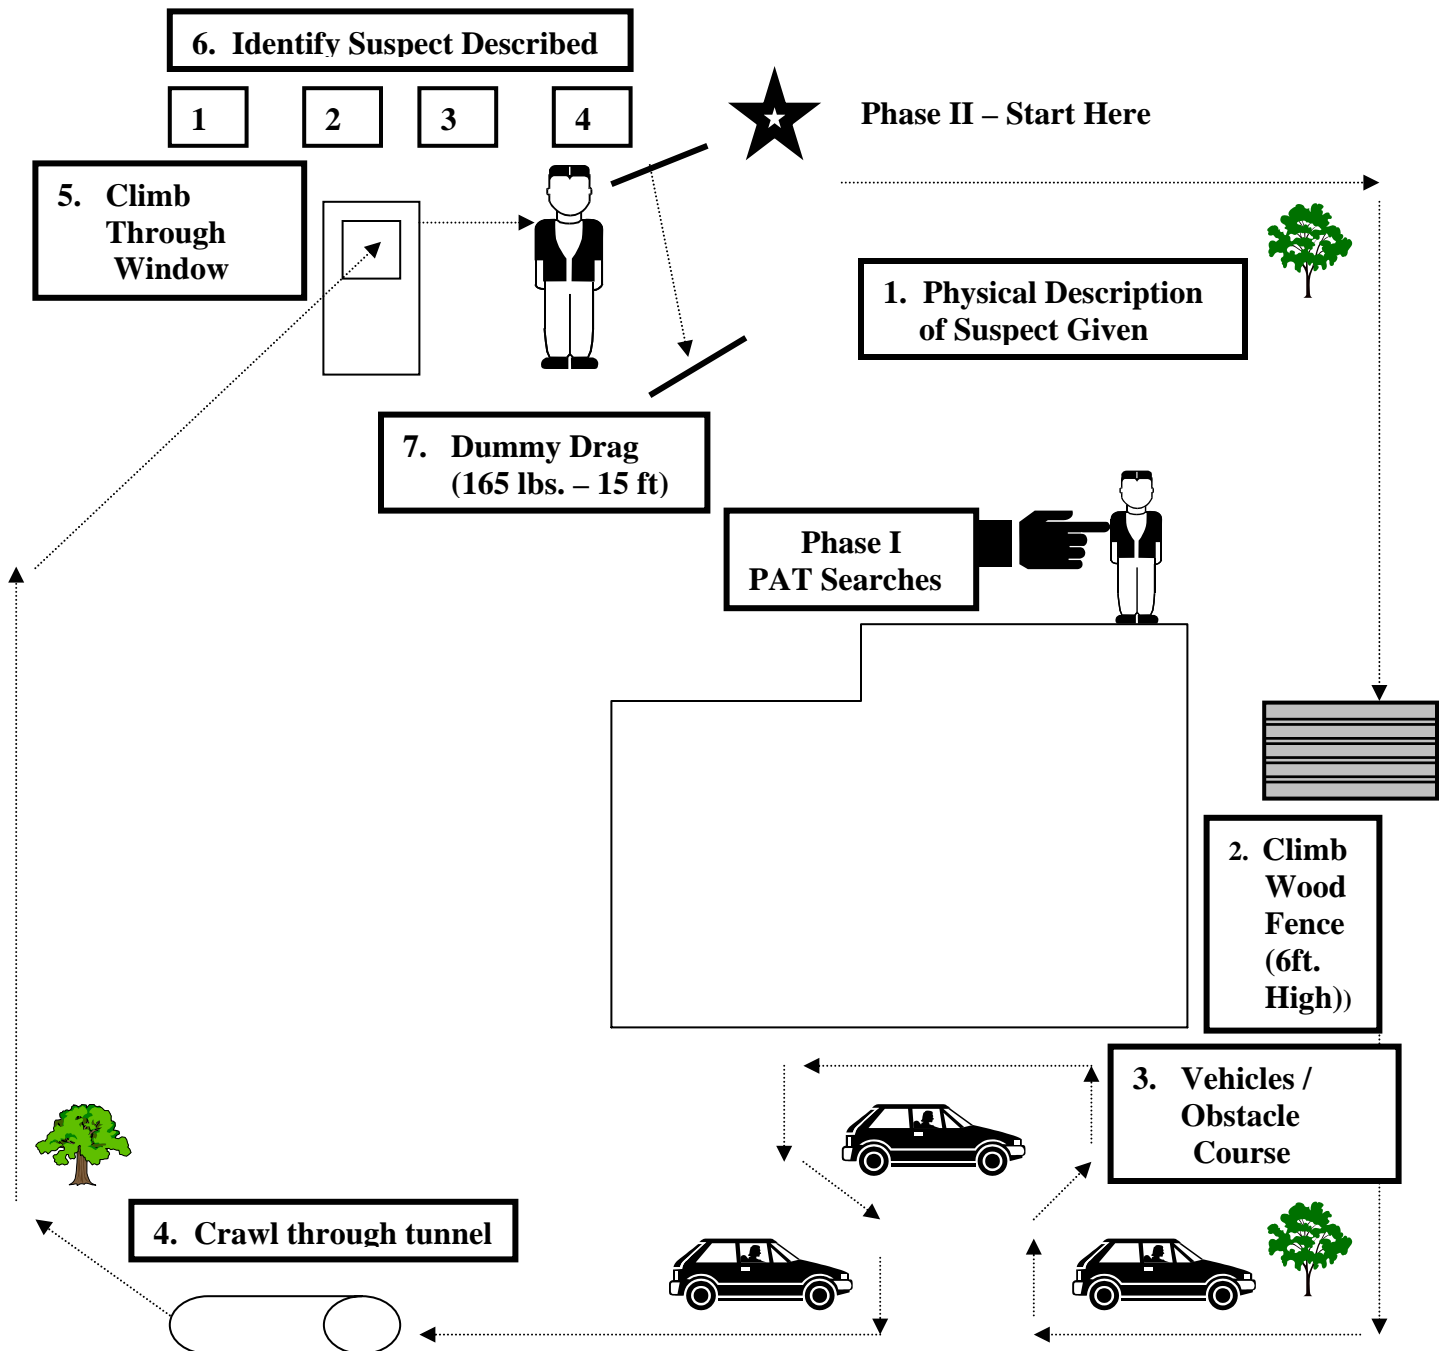 6. Identify Suspect Described
1 2 3 4
Phase II – Start Here
5. Climb
Through
Window
1. Physical Description
of Suspect Given
7. Dummy Drag
(165 lbs. – 15 ft)
Phase I
PAT Searches
2. Climb
Wood
Fence
(6ft.
High))
3. Vehicles /
Obstacle
Course
4. Crawl through tunnel